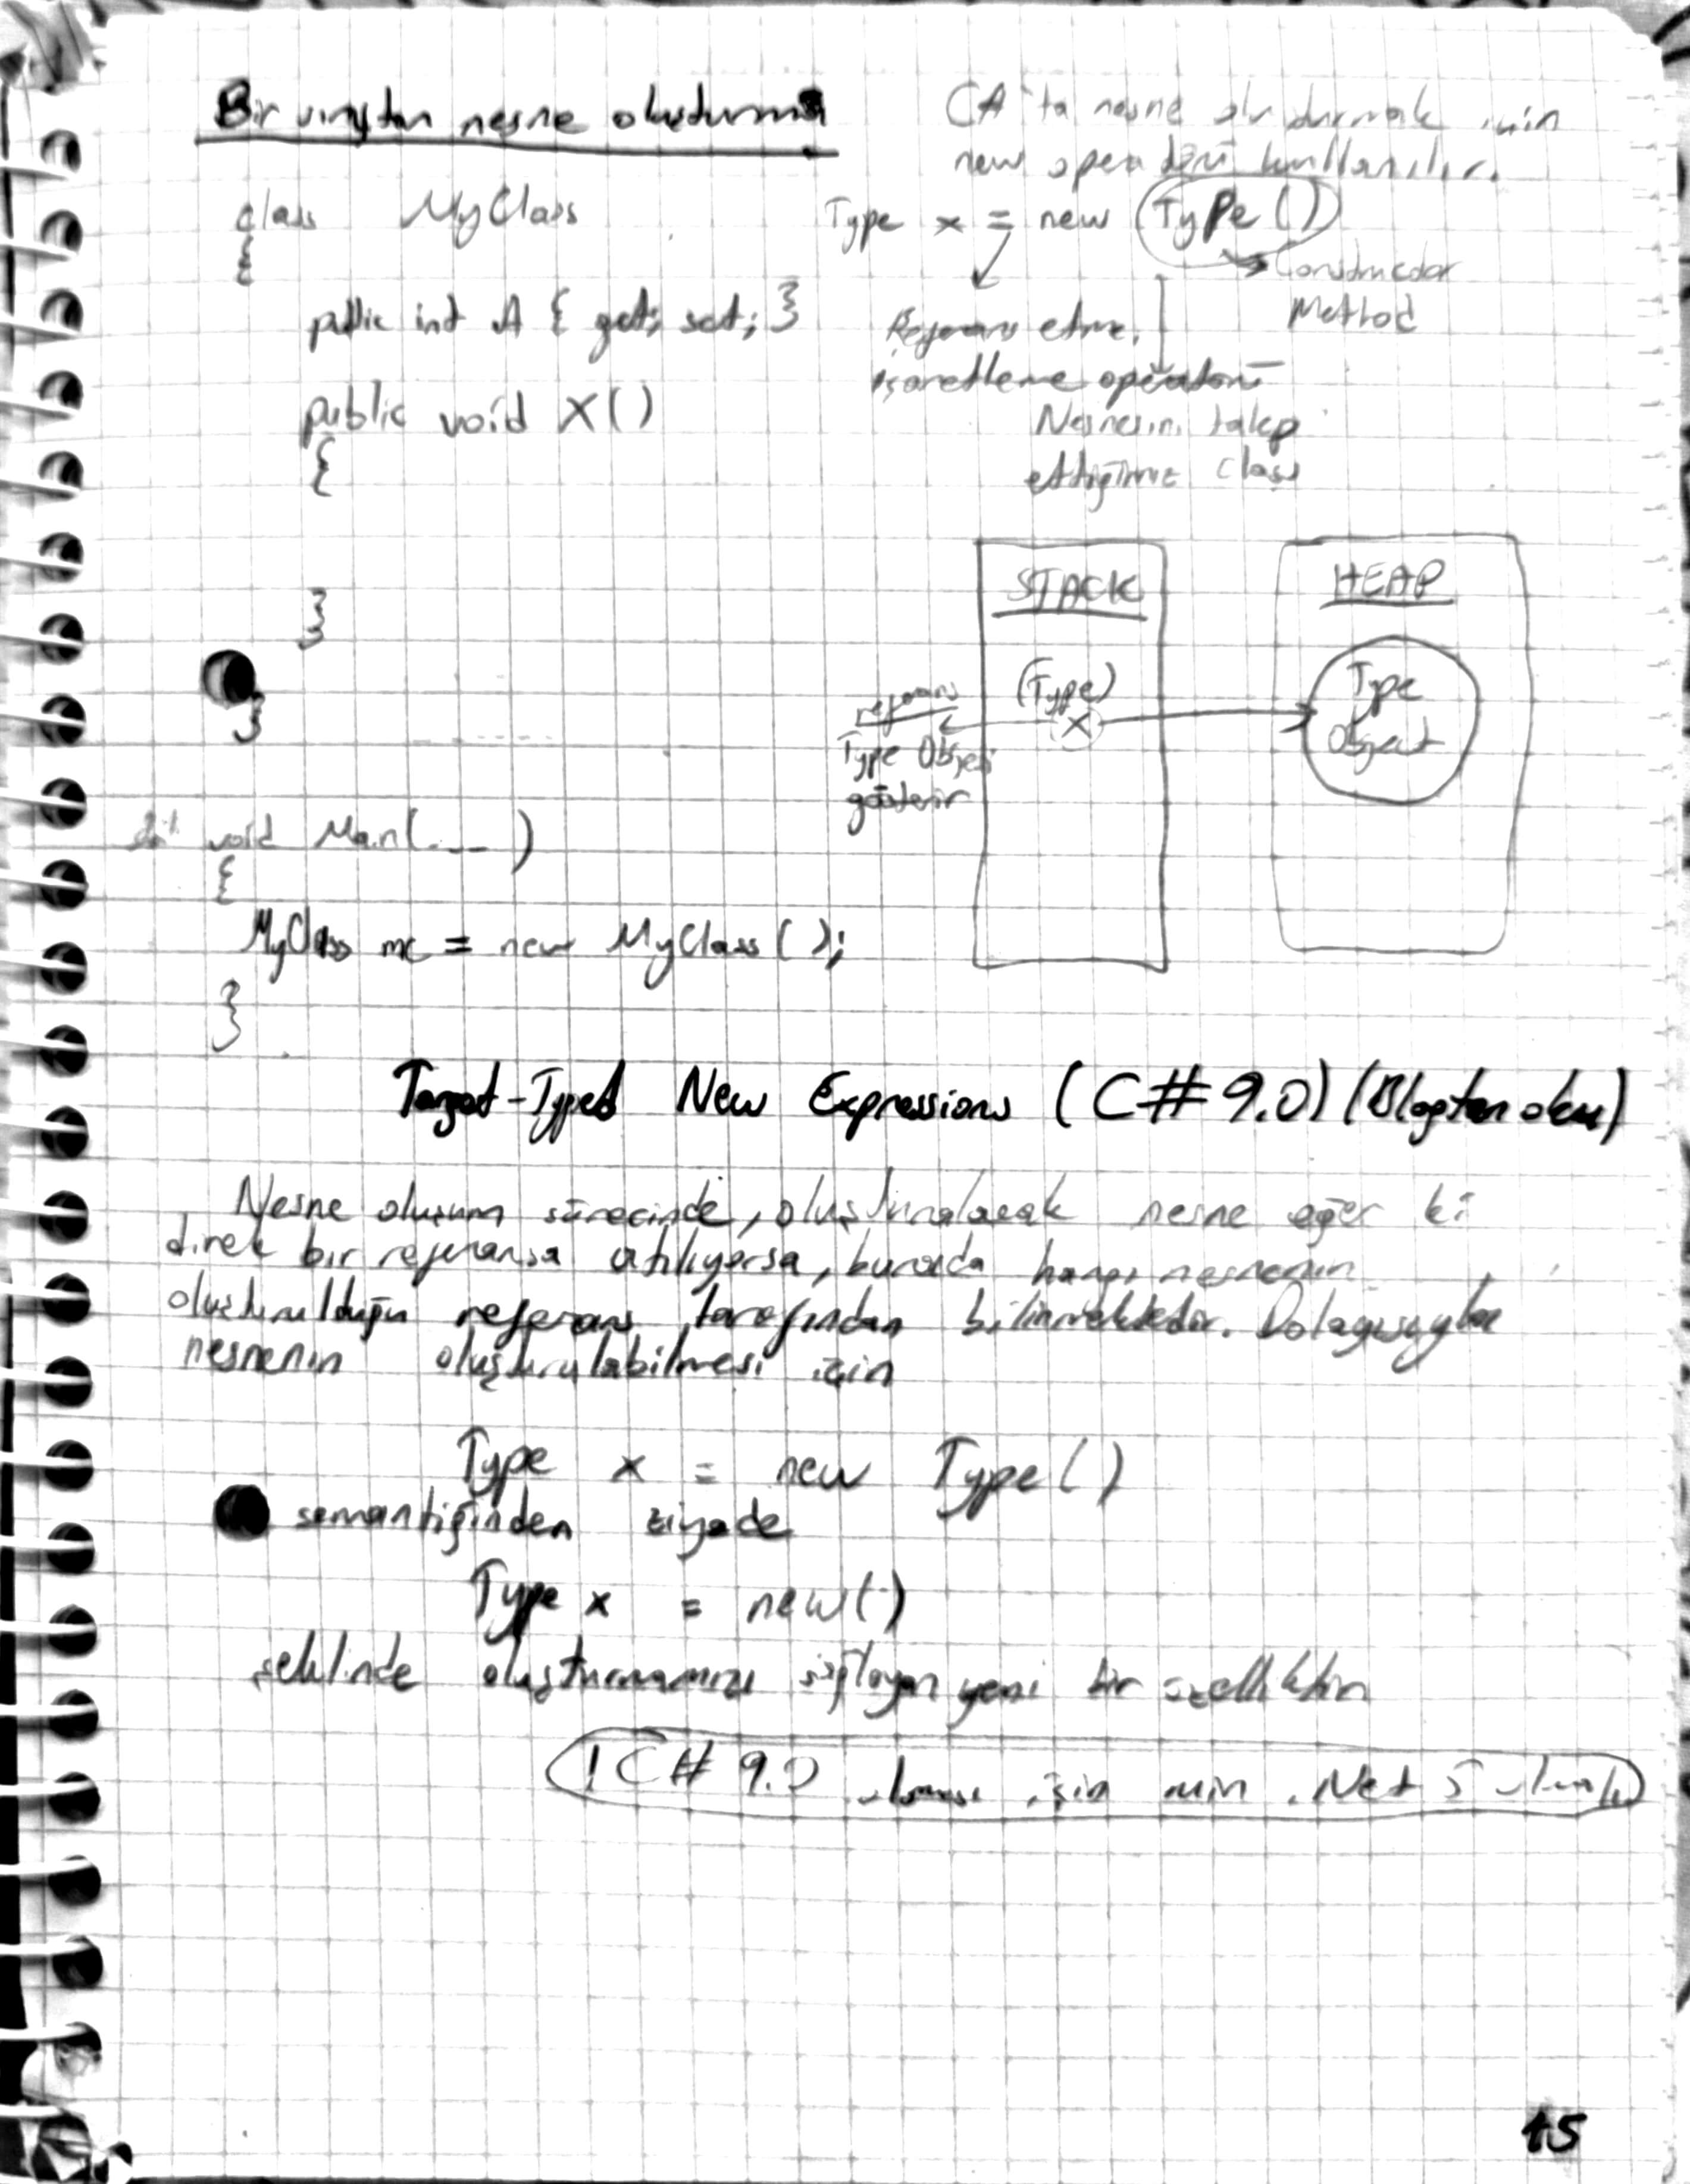 Bir sınıftan nesne oluşturma
class MyClass
{
public int A { get; set; }
public void X()
{
}
}
C# 'ta nesne oluşturmak için
new operatörü kullanılır.
Type x = new Type()
Constructor
Method
Referans etme,
işaretleme operatörü
Nesnesini talep
ettiğimiz class
STACK
HEAP
(Type)
x
Type
Object
referans
Type Objesi
gösterir
void Main(...)
{
MyClass mc = new MyClass();
}
Target-Typed New Expressions (C# 9.0) (Blogtan oku)
Nesne oluşum sürecinde, oluşturulacak nesne eğer ki
direk bir referansa atılıyorsa, burada hangi nesnenin
oluşturulduğu referans tarafından bilinmektedir. Dolayısıyla
nesnenin oluşturulabilmesi için
Type x = new Type()
semantiğinden ziyade
Type x = new()
şeklinde oluşturmamızı sağlayan yeni bir özelliktir
! C# 9.0 olması için min .Net 5 olmalı
15